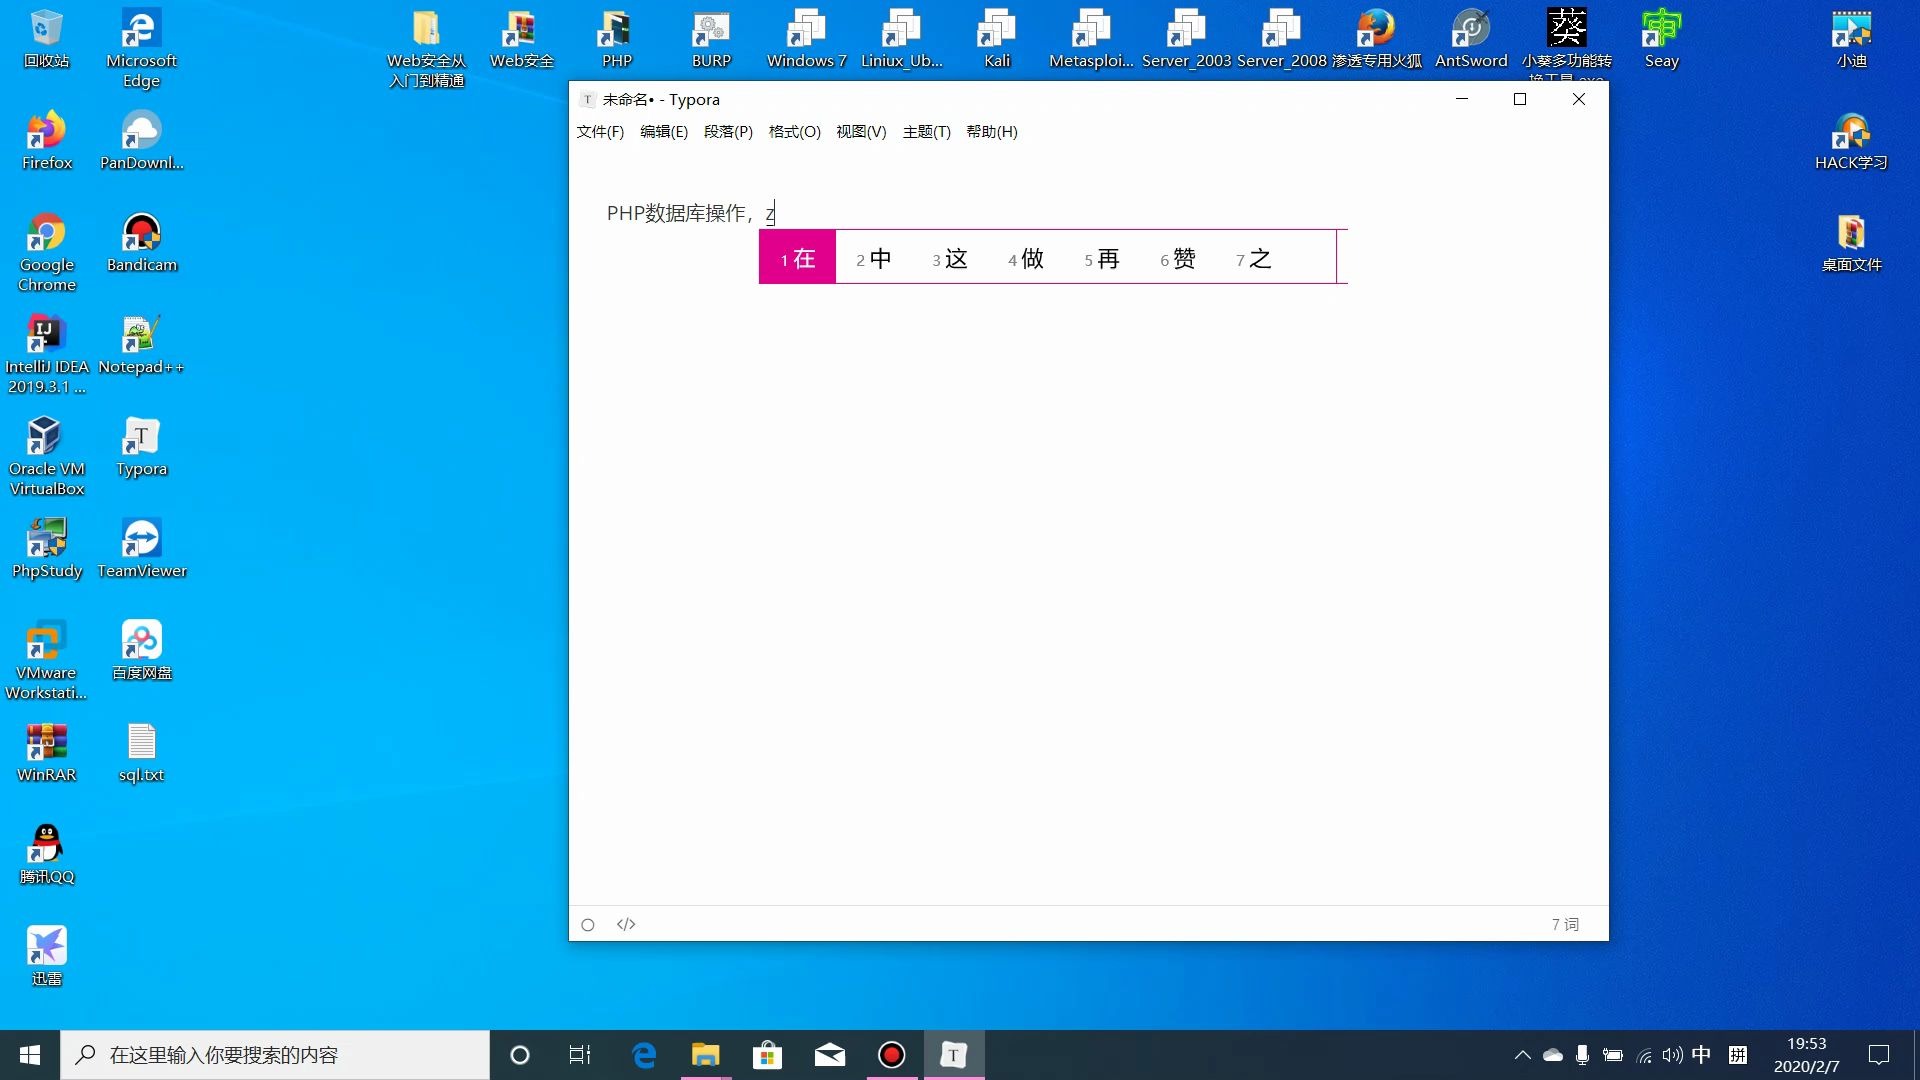 回收站
Microsoft
Edge
Web安全从
入门到精通
Web安全
PHP
BURP
Windows 7
Liniux_Ub...
Kali
Metasploi...
Server_2003
Server_2008
渗透专用火狐
AntSword
小葵多功能转
换工具.exe
Seay
小迪
未命名• - Typora
文件(F) 编辑(E) 段落(P) 格式(O) 视图(V) 主题(T) 帮助(H)
PHP数据库操作，z
1 在 2 中 3 这 4 做 5 再 6 赞 7 之
Firefox
PanDownl...
HACK学习
Google
Chrome
Bandicam
桌面文件
IntelliJ IDEA
2019.3.1 ...
Notepad++
Oracle VM
VirtualBox
Typora
PhpStudy
TeamViewer
VMware
Workstati...
百度网盘
WinRAR
sql.txt
腾讯QQ
迅雷
</> 7 词
在这里输入你要搜索的内容
中 拼
19:53
2020/2/7